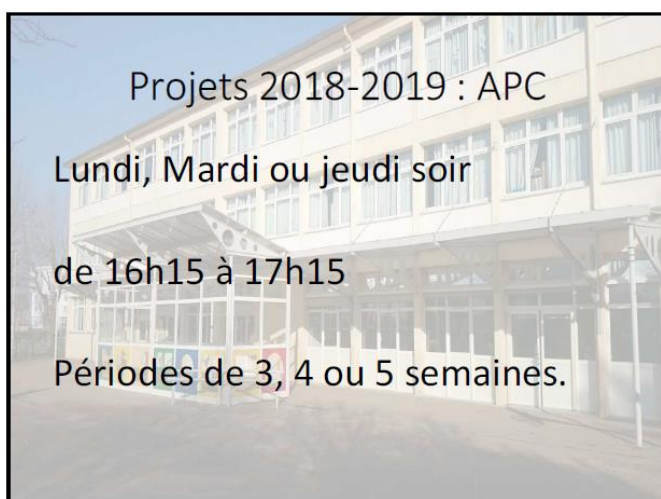 Projets 2018-2019 : APC
Lundi, Mardi ou jeudi soir
de 16h15 à 17h15
Périodes de 3, 4 ou 5 semaines.